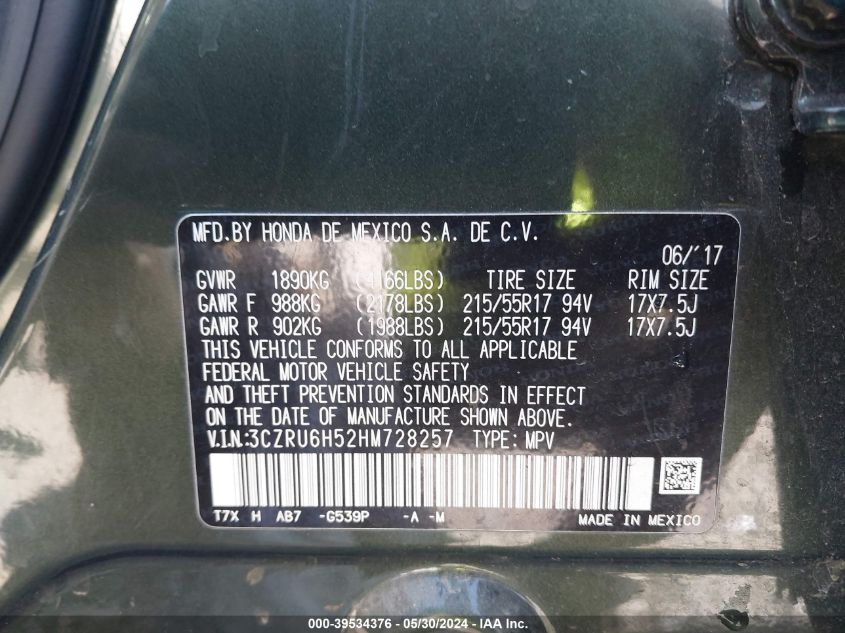 MFD.BY HONDA DE MEXICO S.A. DE C.V.
06/'17
GVWR 1890KG (4166LBS) TIRE SIZE RIM SIZE
GAWR F 988KG (2178LBS) 215/55R17 94V 17X7.5J
GAWR R 902KG (1988LBS) 215/55R17 94V 17X7.5J
THIS VEHICLE CONFORMS TO ALL APPLICABLE
FEDERAL MOTOR VEHICLE SAFETY
AND THEFT PREVENTION STANDARDS IN EFFECT
ON THE DATE OF MANUFACTURE SHOWN ABOVE.
V.I.N:3CZRU6H52HM728257 TYPE: MPV
T7X H AB7 -G539P -A -M
MADE IN MEXICO
000-39534376 — 05/30/2024 — IAA Inc.